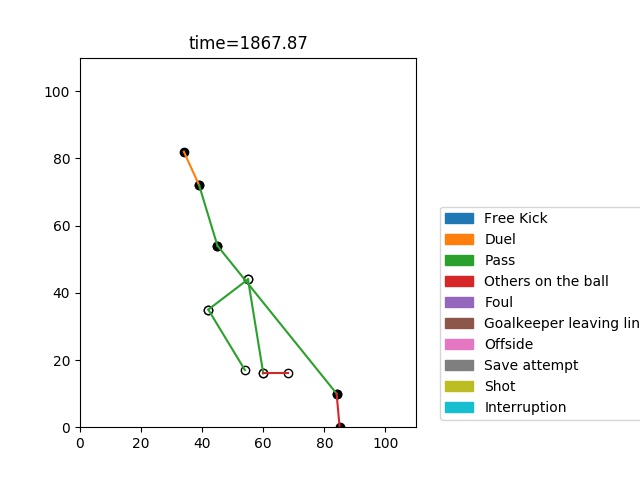 time=1867.87
100
80
60
40
20
0
0 20 40 60 80 100
Free Kick
Duel
Pass
Others on the ball
Foul
Goalkeeper leaving lin
Offside
Save attempt
Shot
Interruption